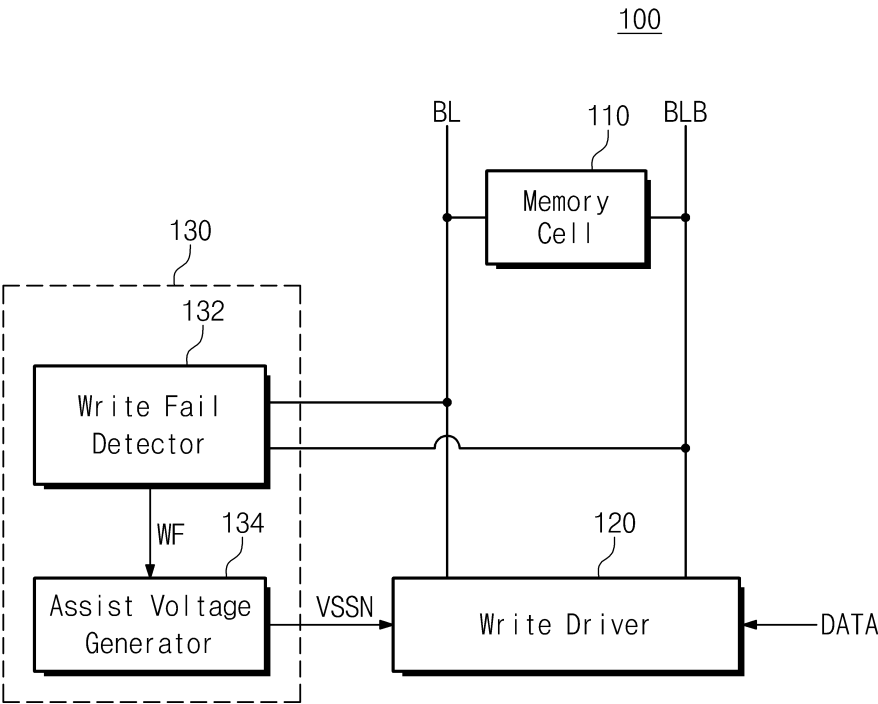 100
BL
110
BLB
Memory
Cell
130
132
Write Fail
Detector
WF
134
120
Assist Voltage
Generator
VSSN
Write Driver
DATA